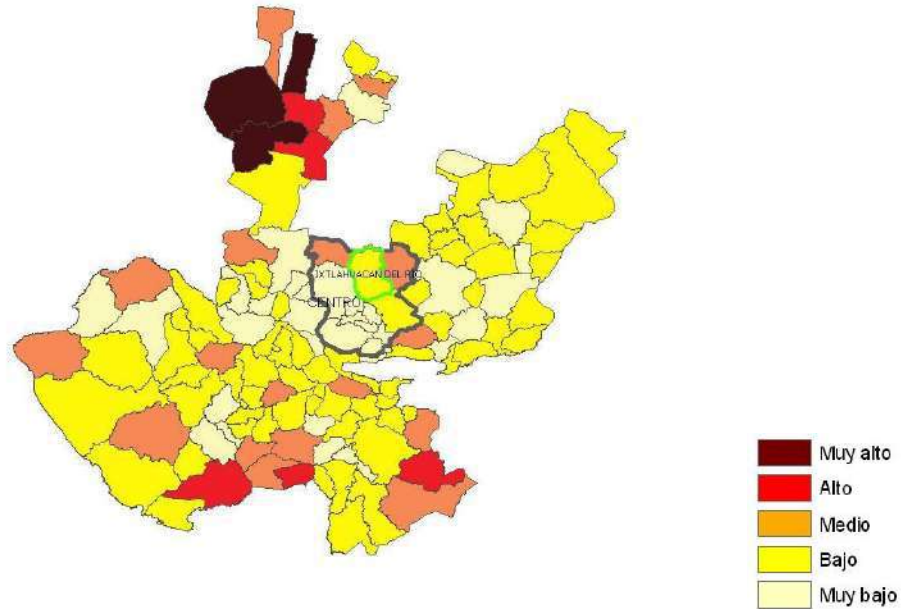 IXTLAHUACAN DEL RIO
CENTRO
Muy alto
Alto
Medio
Bajo
Muy bajo